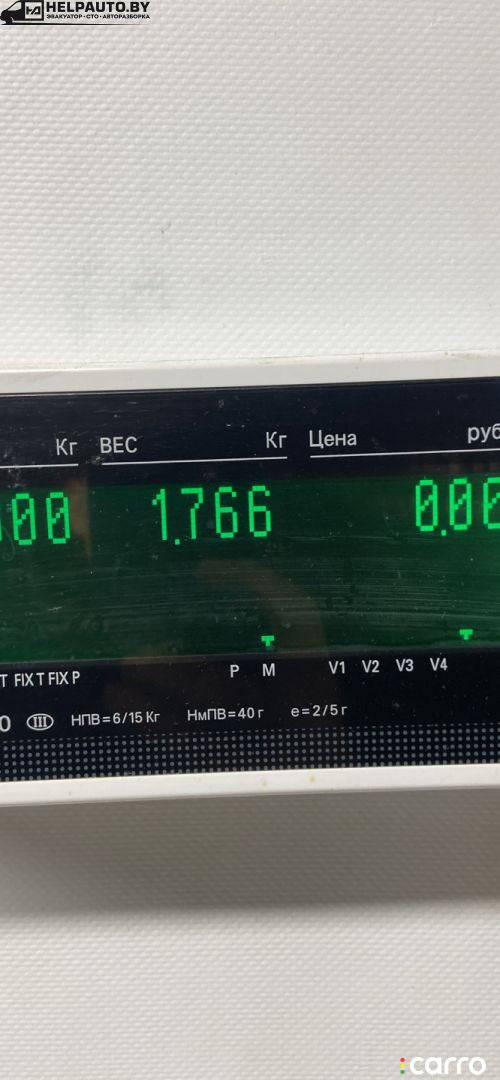 HELPAUTO.BY
ЭВАКУАТОР • СТО • АВТОРАЗБОРКА
Кг ВЕС Кг Цена руб
00 1.766 0.00
T FIX T FIX P P M V1 V2 V3 V4
III НПВ=6/15 Кг НмПВ=40 г e=2/5 г
carro